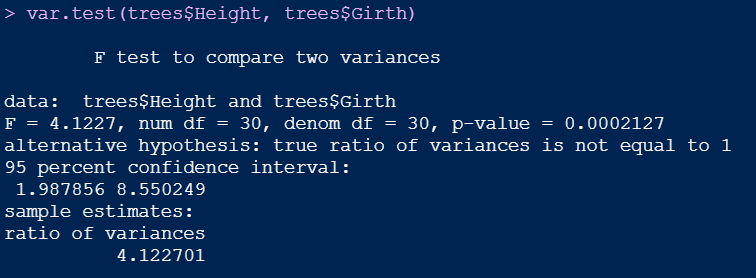 > var.test(trees$Height, trees$Girth)
F test to compare two variances
data:  trees$Height and trees$Girth
F = 4.1227, num df = 30, denom df = 30, p-value = 0.0002127
alternative hypothesis: true ratio of variances is not equal to 1
95 percent confidence interval:
1.987856 8.550249
sample estimates:
ratio of variances
4.122701